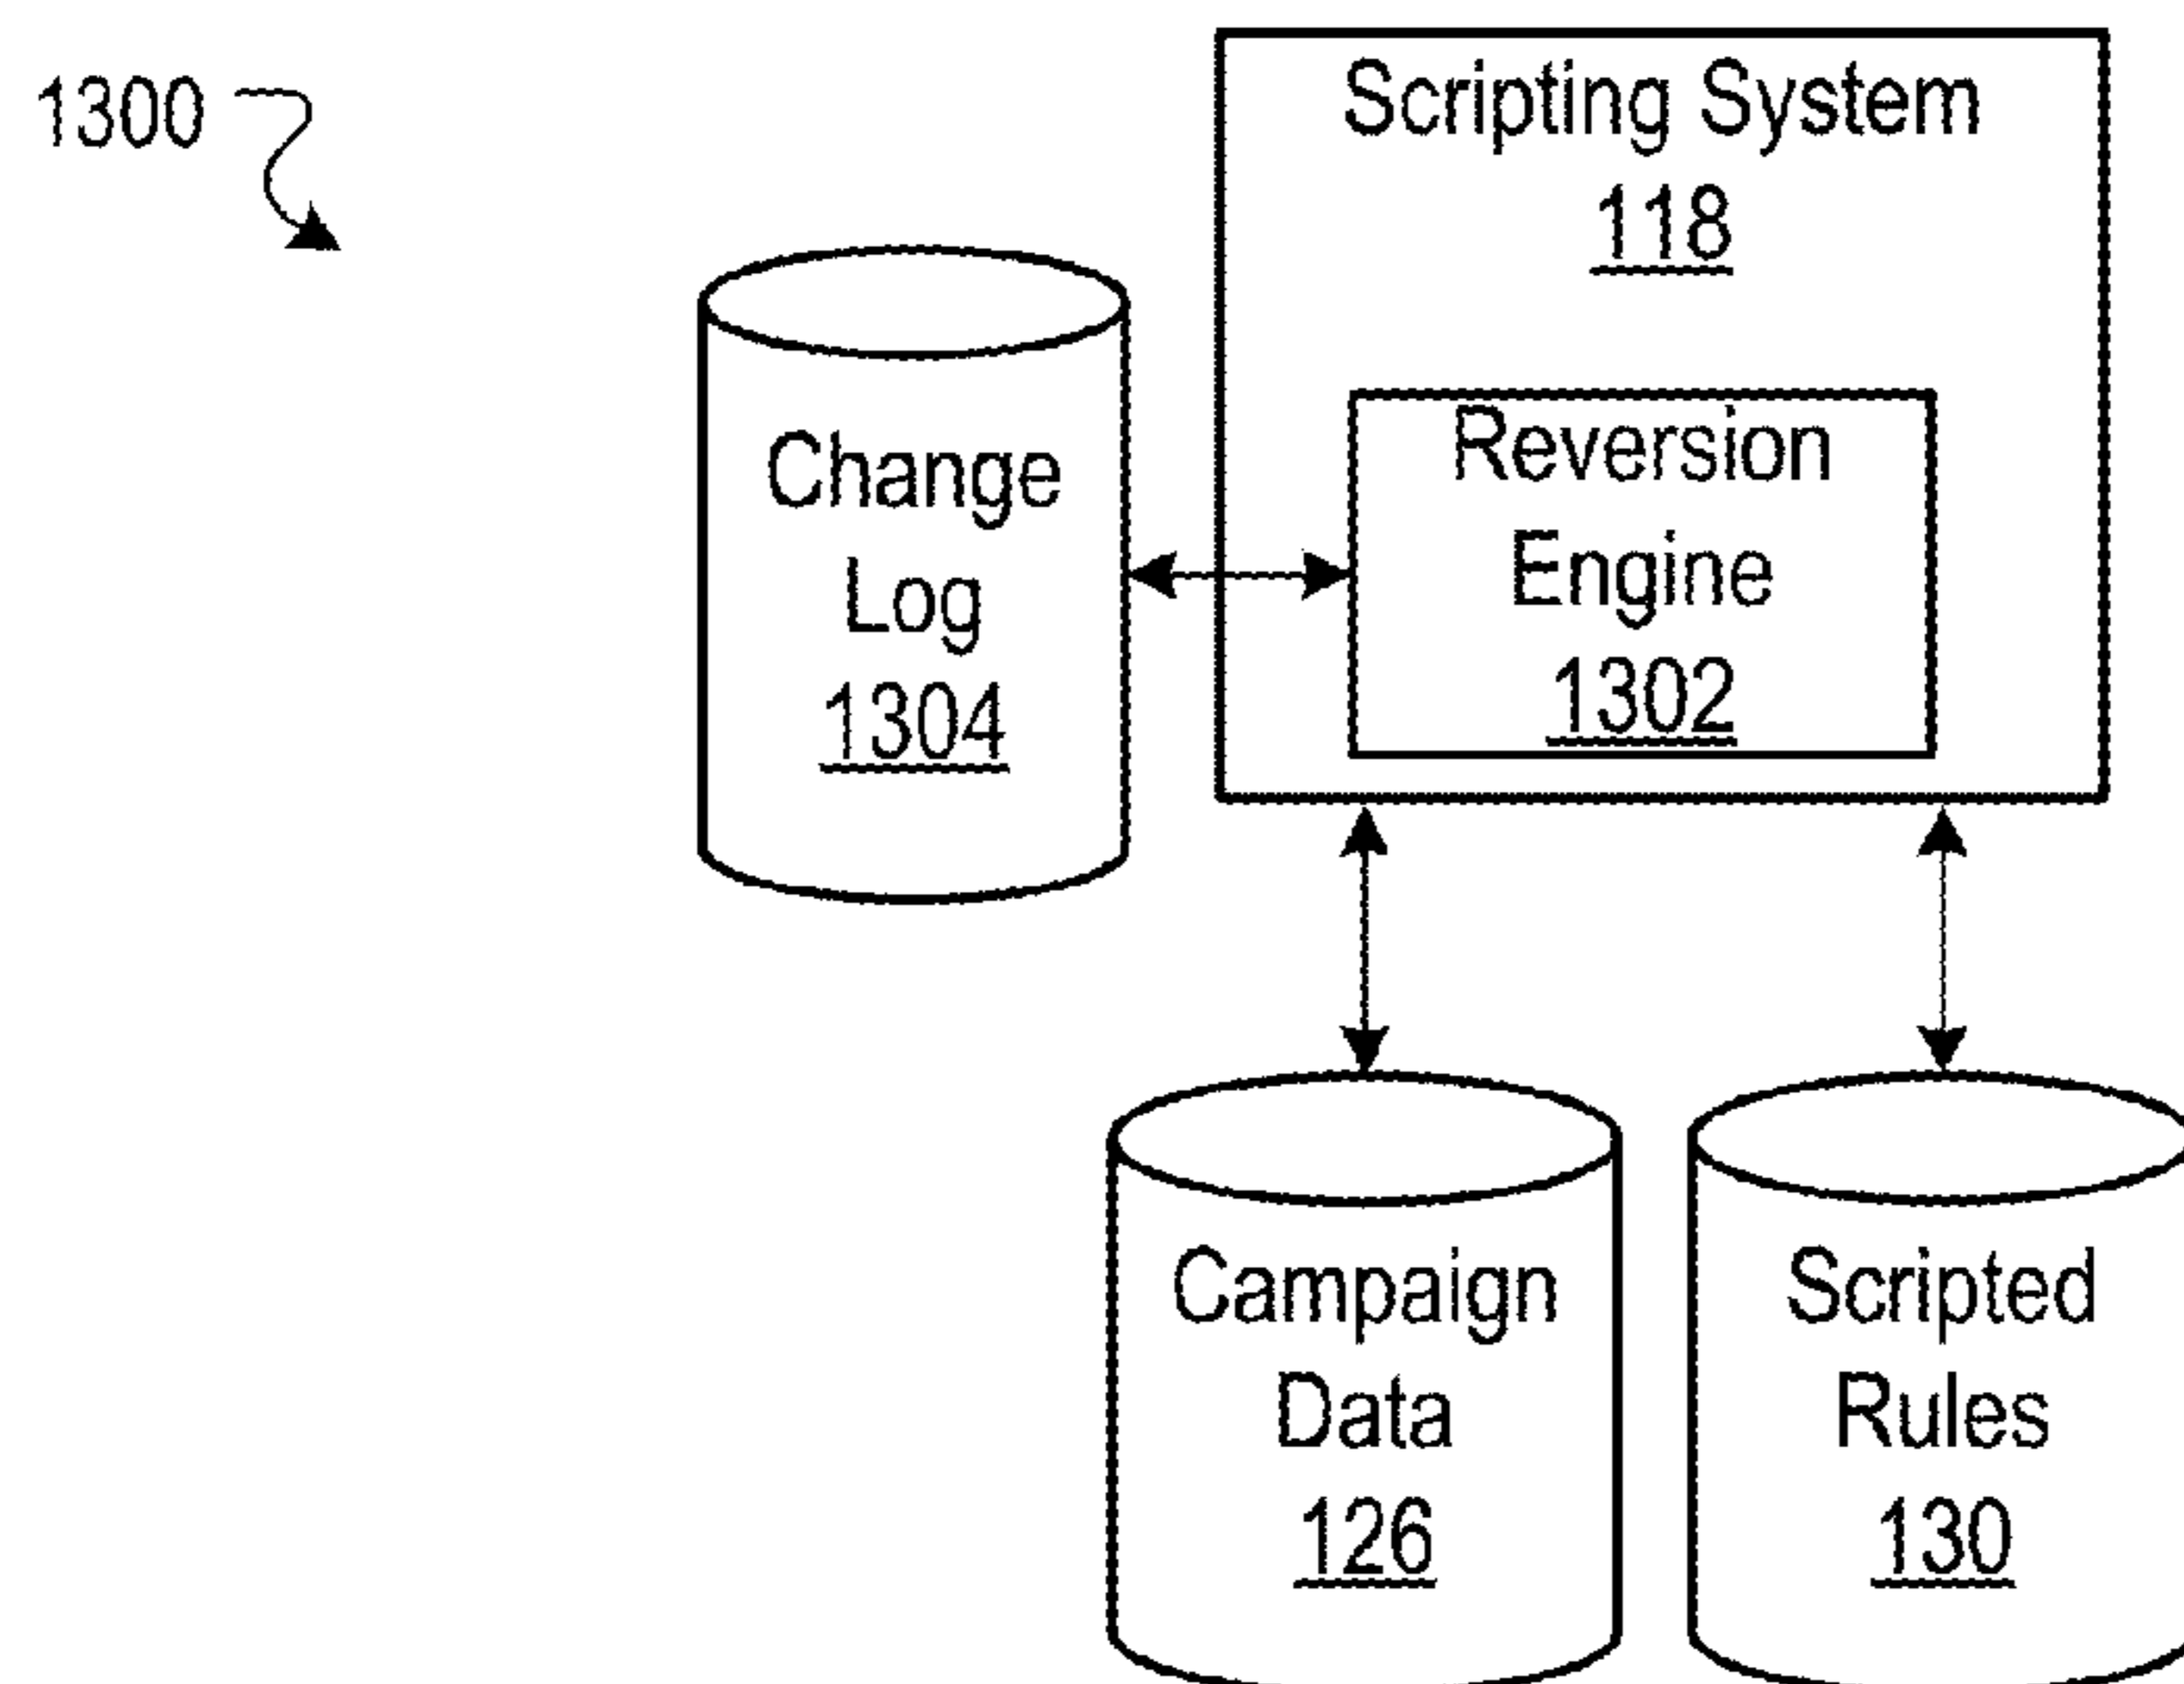 1300
Scripting System
118
Change
Log
1304
Reversion
Engine
1302
Campaign
Data
126
Scripted
Rules
130